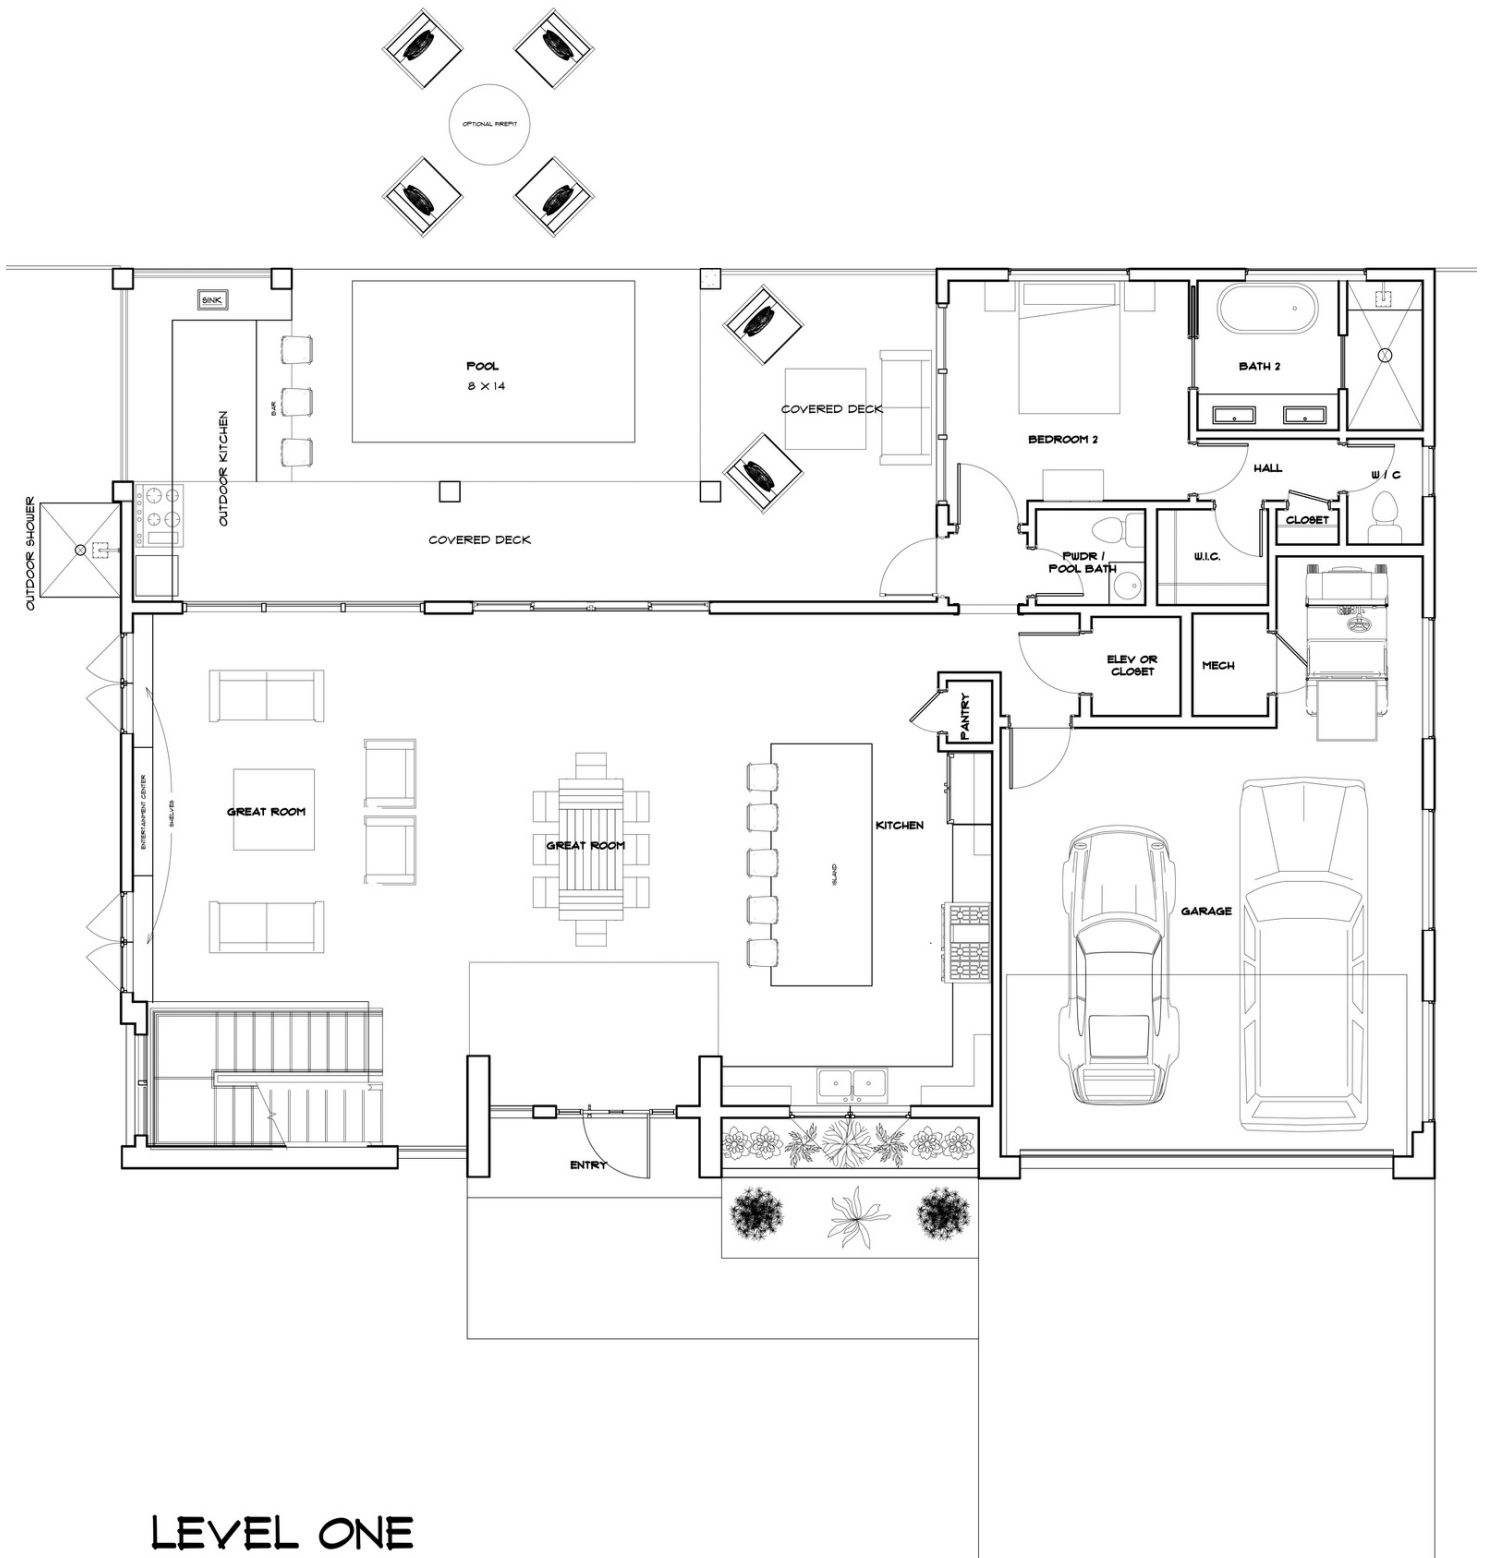 OPTIONAL FIREPIT
SINK
POOL
8 X 14
BAR
OUTDOOR KITCHEN
COVERED DECK
BATH 2
BEDROOM 2
HALL
W / C
OUTDOOR SHOWER
COVERED DECK
CLOSET
PWDR /
POOL BATH
W.I.C.
ELEV OR
CLOSET
MECH
PANTRY
ENTERTAINMENT CENTER
SHELVES
GREAT ROOM
GREAT ROOM
ISLAND
KITCHEN
GARAGE
ENTRY
LEVEL ONE